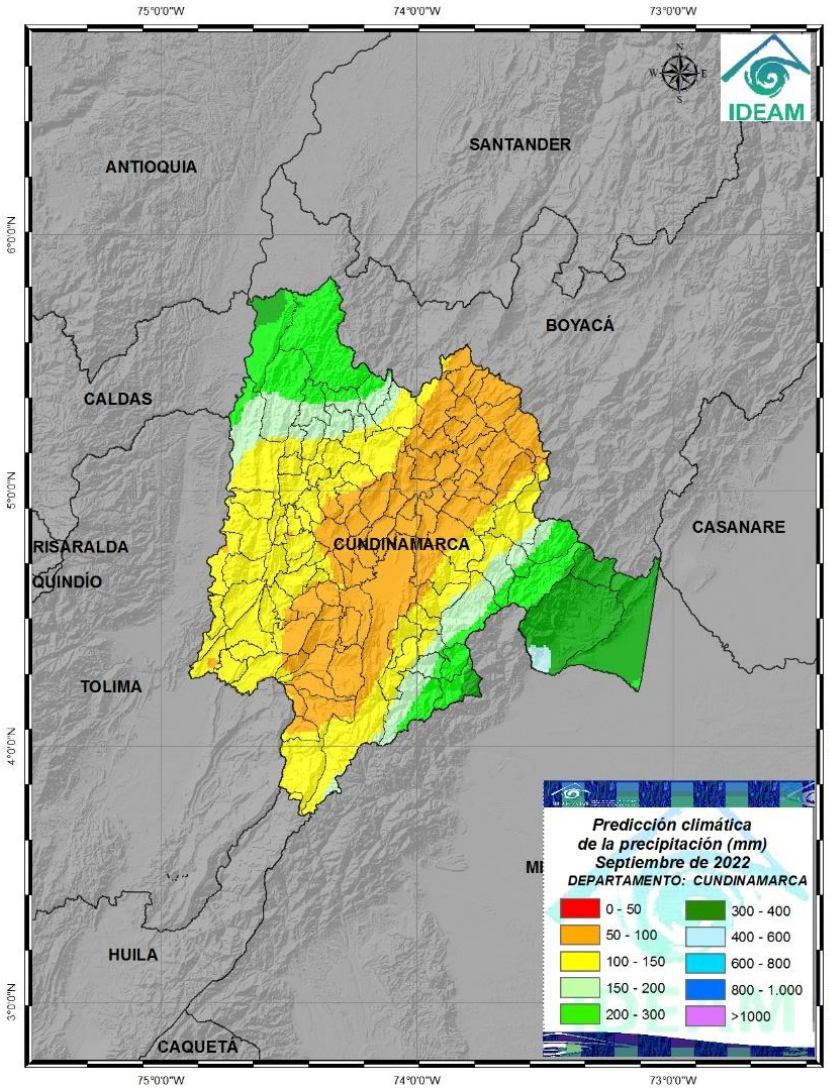 75°0'0"W 74°0'0"W 73°0'0"W
N
W E
S
IDEAM
SANTANDER
ANTIOQUIA
6°0'0"N
BOYACÁ
CALDAS
5°0'0"N
CASANARE
CUNDINAMARCA
RISARALDA
QUINDÍO
TOLIMA
4°0'0"N
Predicción climática
de la precipitación (mm)
Septiembre de 2022
DEPARTAMENTO: CUNDINAMARCA
0 - 50 300 - 400
50 - 100 400 - 600
100 - 150 600 - 800
150 - 200 800 - 1.000
200 - 300 >1000
IDEAM
HUILA
3°0'0"N
CAQUETÁ
75°0'0"W 74°0'0"W 73°0'0"W